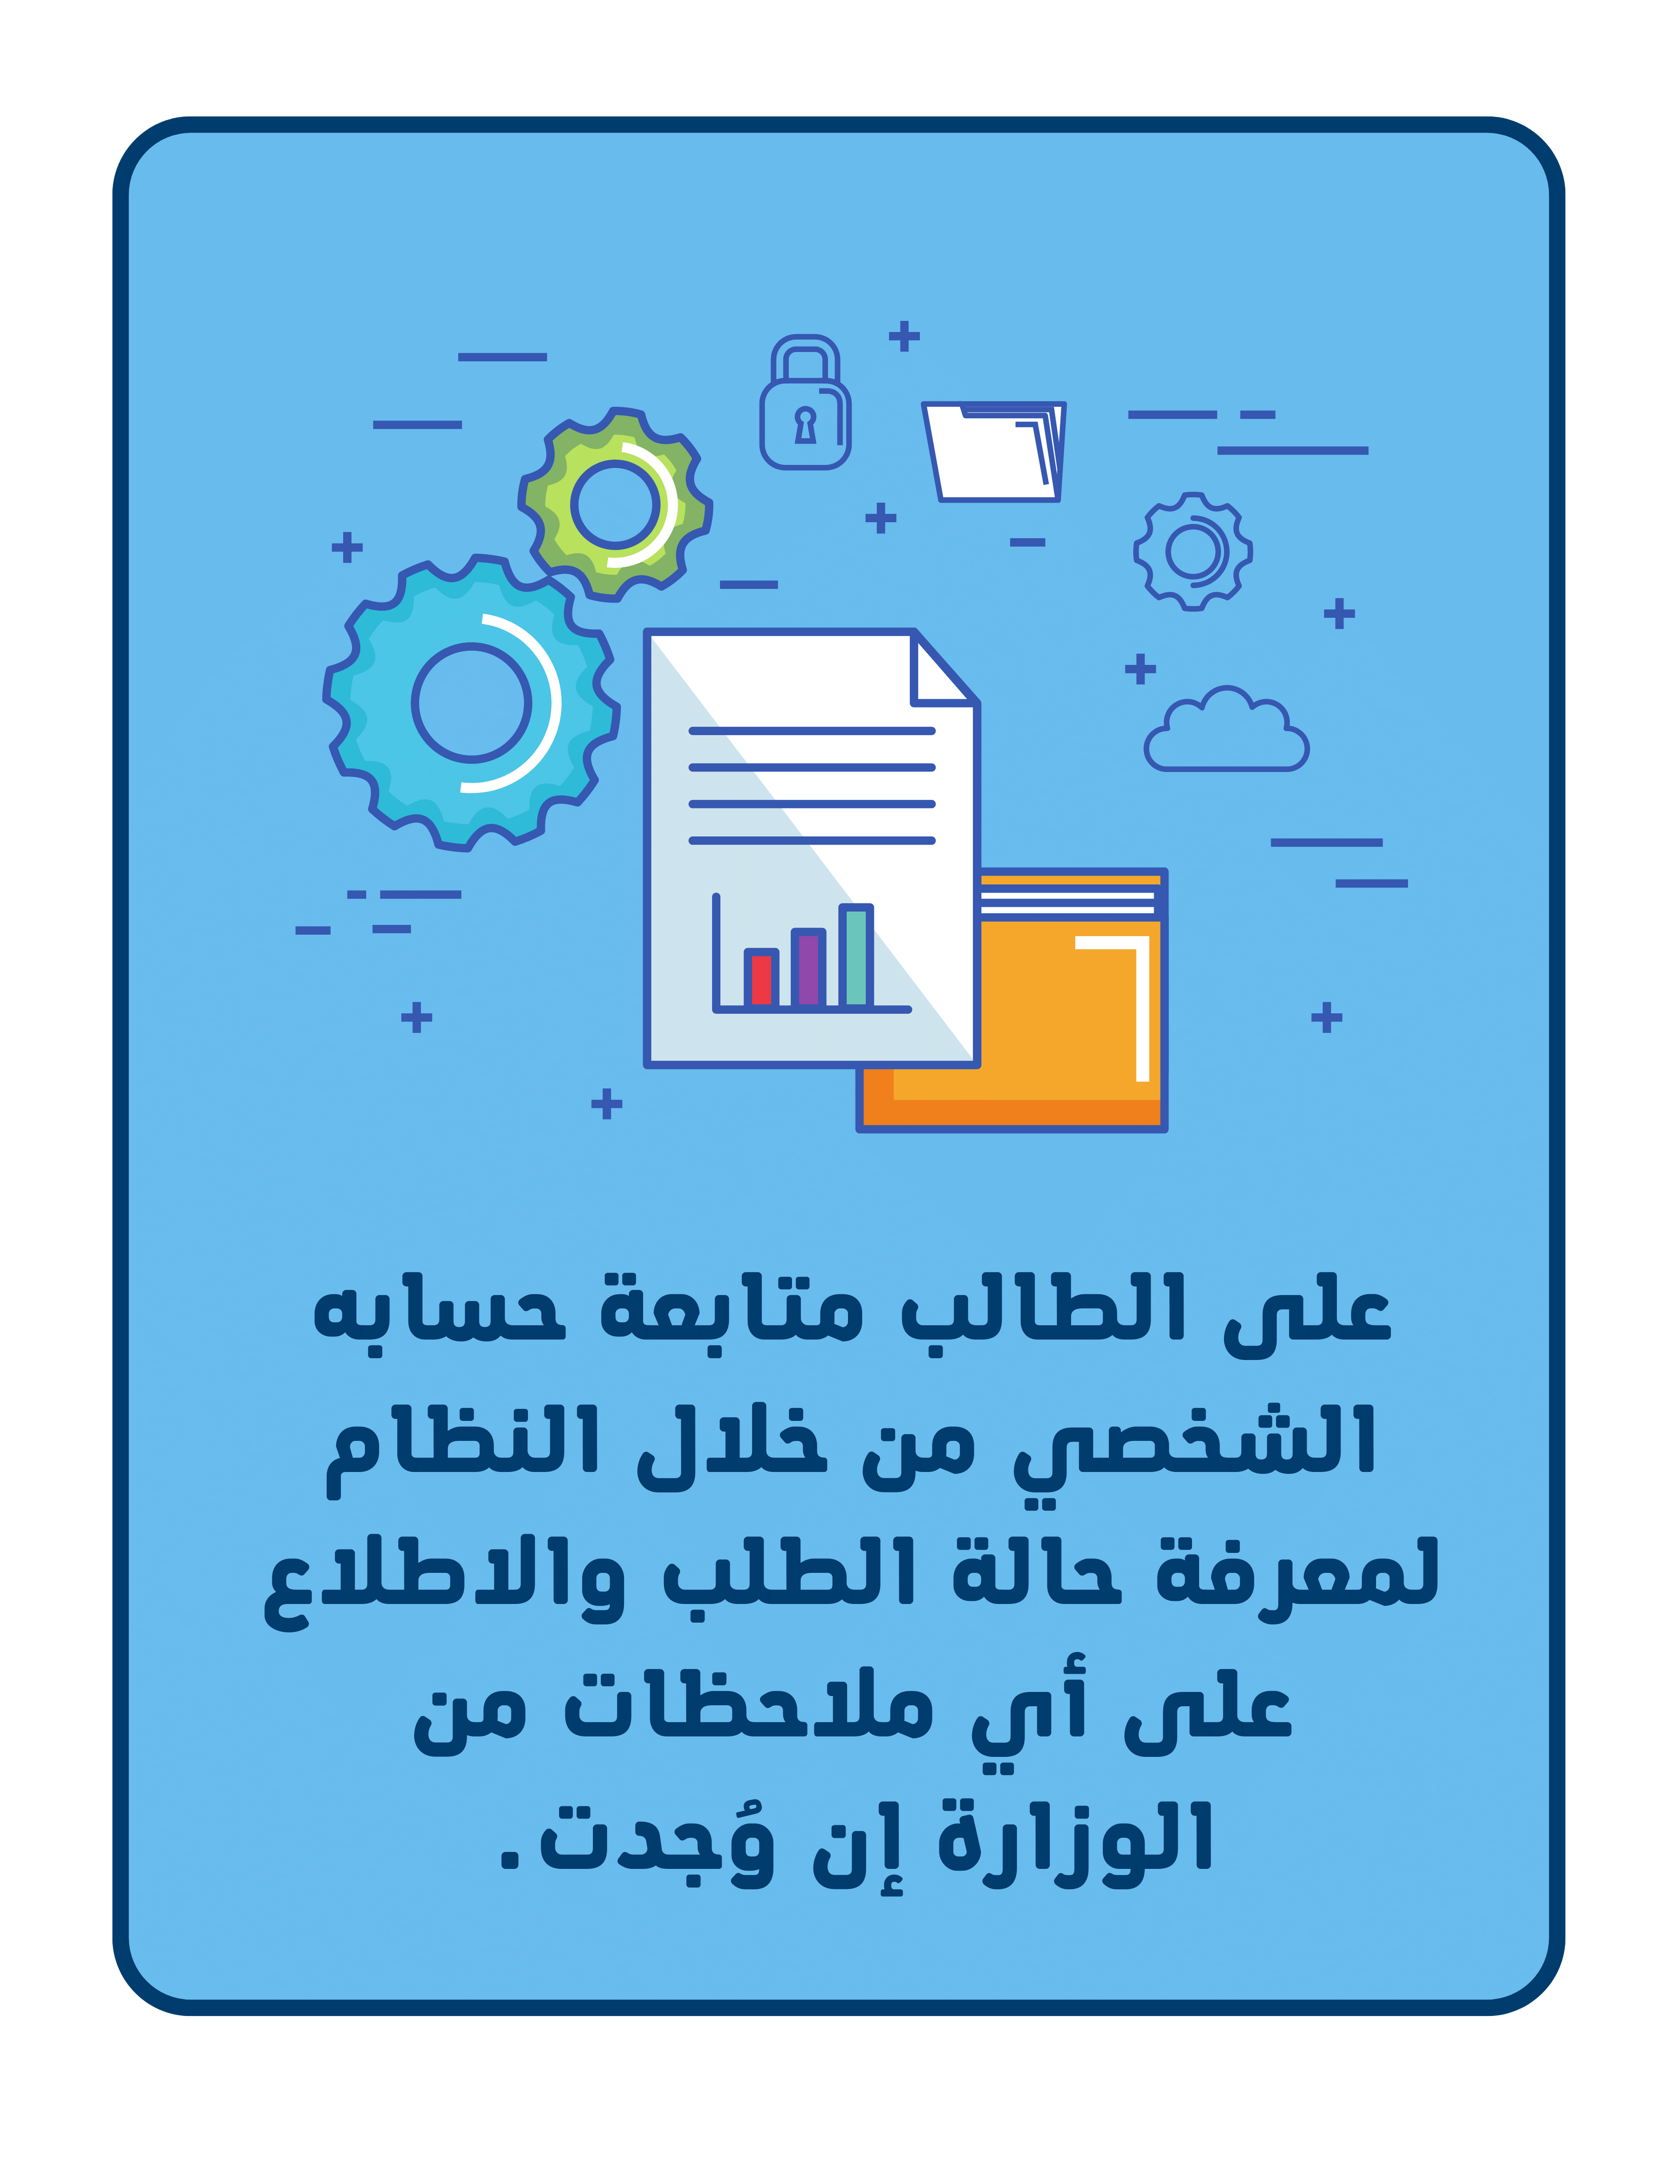 على الطالب متابعة حسابه
الشخصي من خلال النظام
لمعرفة حالة الطلب والاطلاع
على أي ملاحظات من
الوزارة إن وُجدت.